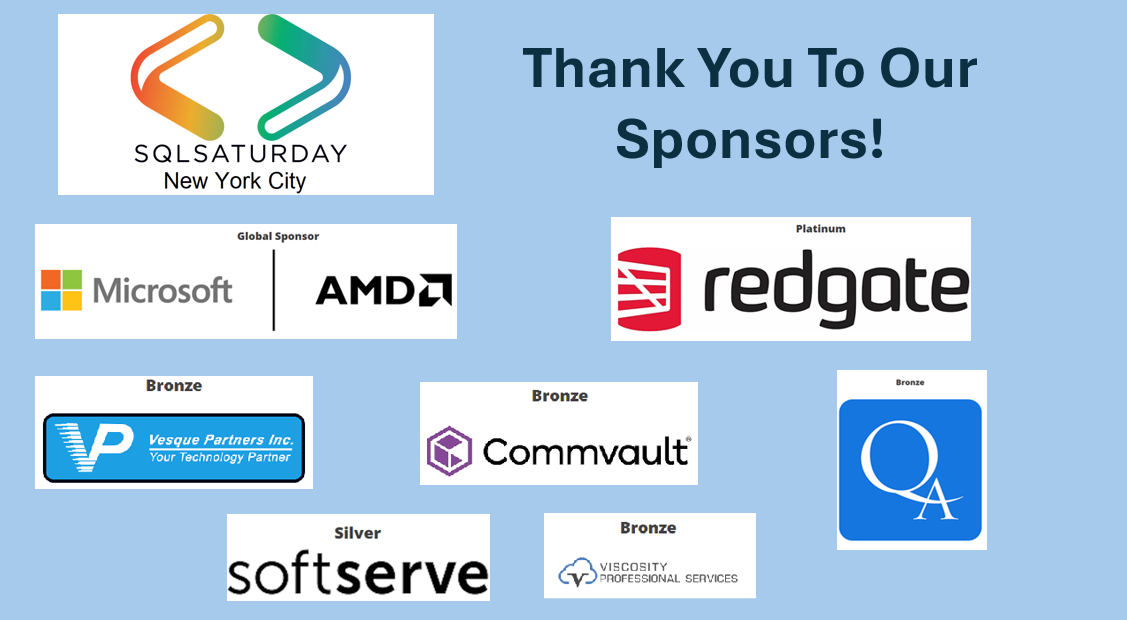 SQLSATURDAY
New York City
Thank You To Our
Sponsors!
Global Sponsor
Microsoft
AMD
Platinum
redgate
Bronze
VP
Vesque Partners Inc.
Your Technology Partner
Bronze
Commvault®
Bronze
QA
Silver
softserve
Bronze
V
VISCOSITY
PROFESSIONAL SERVICES